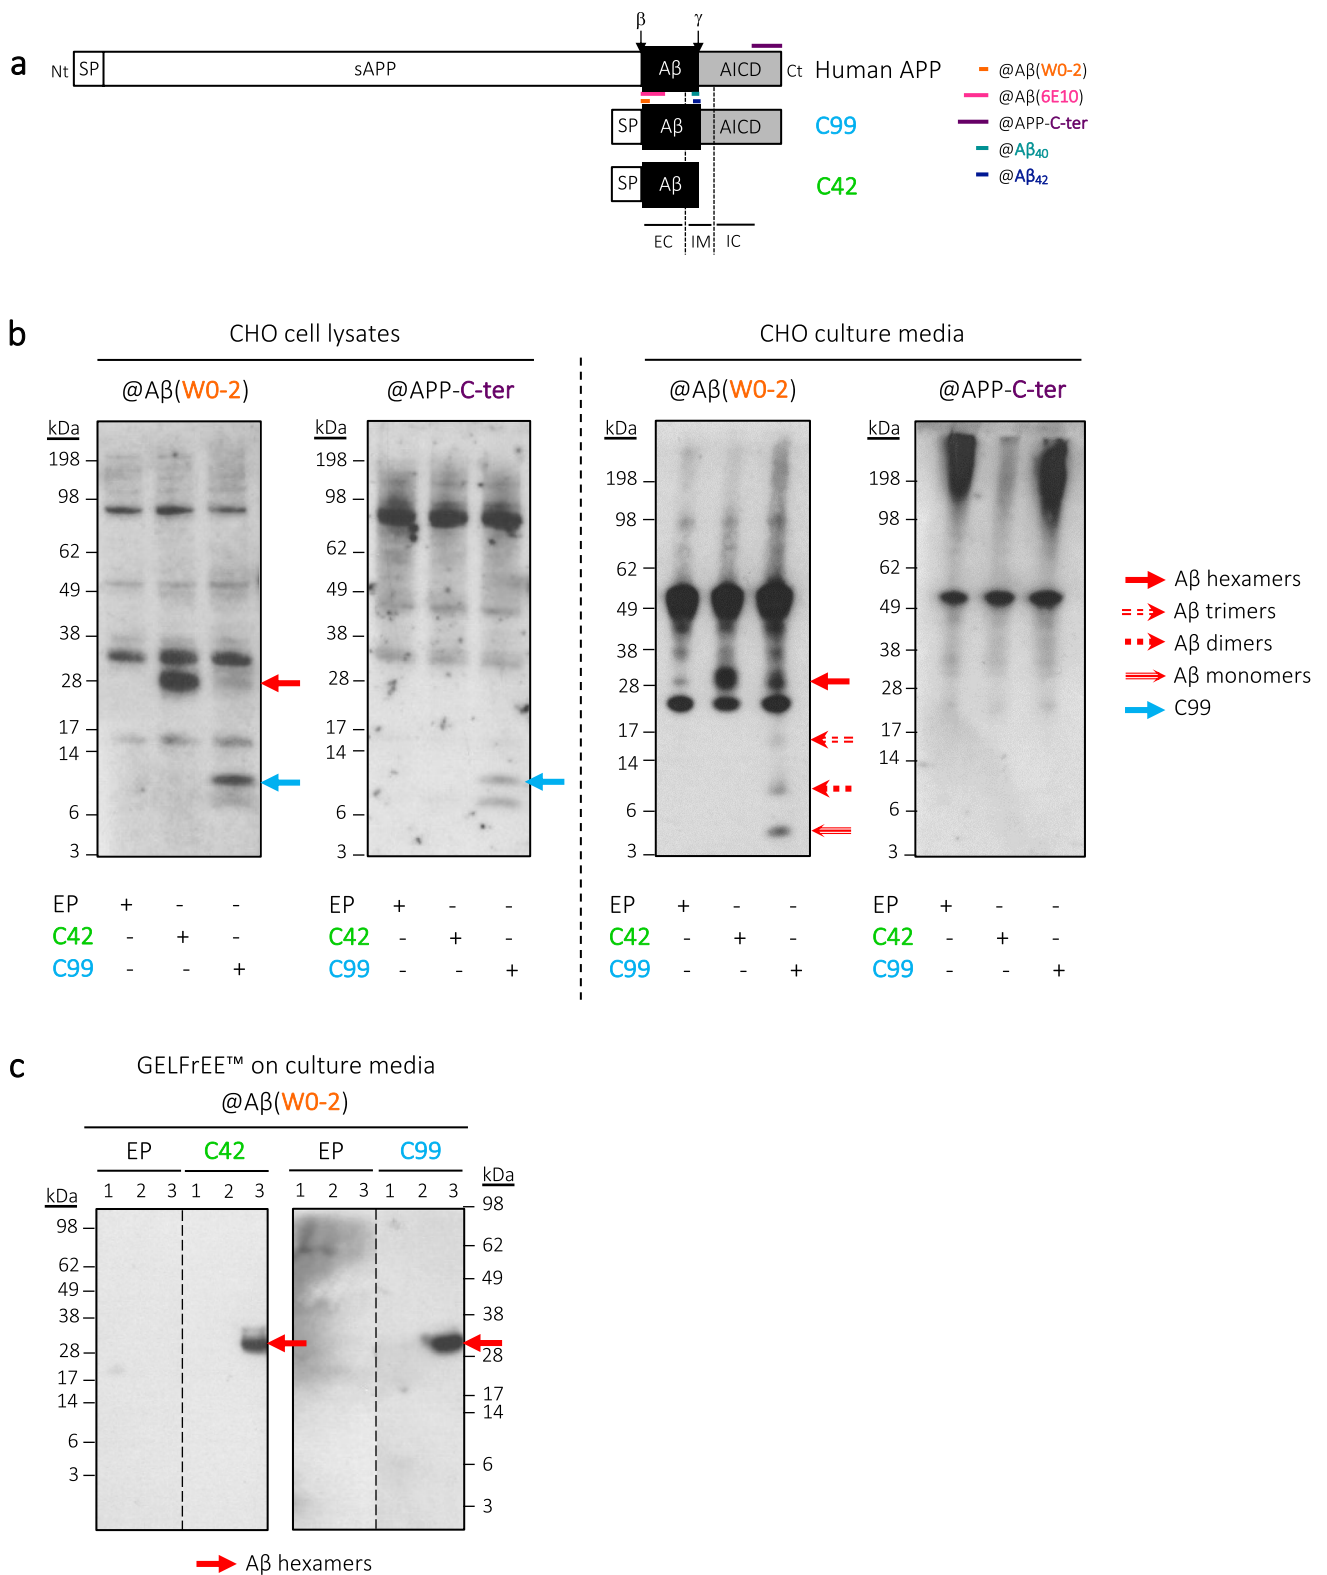 a
β γ
Nt SP sAPP Aβ AICD Ct Human APP
SP Aβ AICD C99
SP Aβ C42
EC IM IC
@Aβ(W0-2)
@Aβ(6E10)
@APP-C-ter
@Aβ40
@Aβ42
b
CHO cell lysates
CHO culture media
@Aβ(W0-2)
kDa
198
98
62
49
38
28
17
14
6
3
EP + - -
C42 - + -
C99 - - +
@APP-C-ter
kDa
198
98
62
49
38
28
17
14
6
3
EP + - -
C42 - + -
C99 - - +
@Aβ(W0-2)
kDa
198
98
62
49
38
28
17
14
6
3
EP + - -
C42 - + -
C99 - - +
@APP-C-ter
kDa
198
98
62
49
38
28
17
14
6
3
EP + - -
C42 - + -
C99 - - +
Aβ hexamers
Aβ trimers
Aβ dimers
Aβ monomers
C99
c
GELFrEE™ on culture media
@Aβ(W0-2)
EP C42 EP C99
1 2 3 1 2 3 1 2 3 1 2 3
kDa
98
62
49
38
28
17
14
6
3
kDa
98
62
49
38
28
17
14
6
3
Aβ hexamers